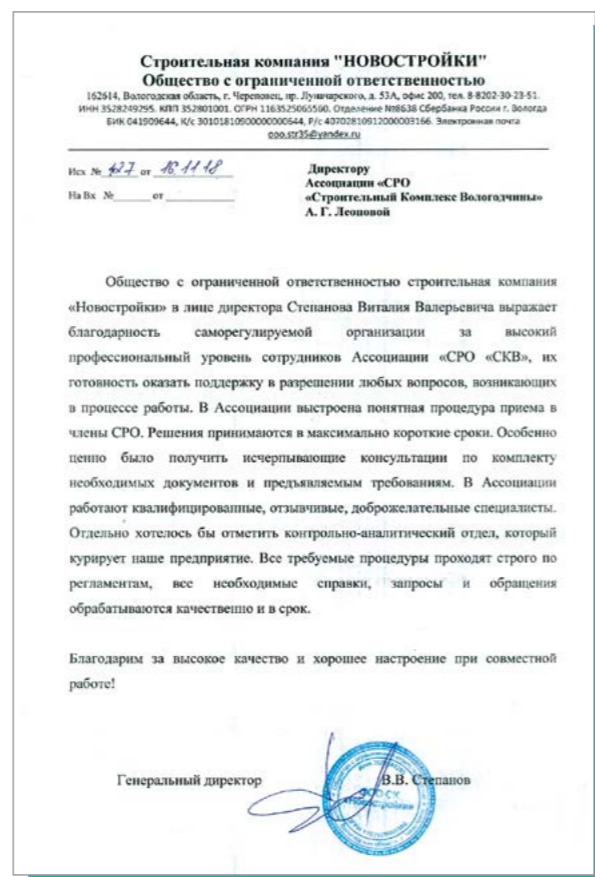 Строительная компания "НОВОСТРОЙКИ"
Общество с ограниченной ответственностью
162614, Вологодская область, г. Череповец, пр. Луначарского, д. 53А, офис 200, тел. 8-8202-30-23-51.
ИНН 3528249295. КПП 352801001. ОГРН 1163525065560. Отделение №8638 Сбербанка России г. Вологда
БИК 041909644, К/с 30101810900000000644, Р/с 40702810912000003166. Электронная почта
ooo.str35@yandex.ru
Исх № 427 от 16.11.18
На Вх № от
Директору
Ассоциации «СРО
«Строительный Комплекс Вологодчины»
А. Г. Леоновой
Общество с ограниченной ответственностью строительная компания
«Новостройки» в лице директора Степанова Виталия Валерьевича выражает
благодарность саморегулируемой организации за высокий
профессиональный уровень сотрудников Ассоциации «СРО «СКВ», их
готовность оказать поддержку в разрешении любых вопросов, возникающих
в процессе работы. В Ассоциации выстроена понятная процедура приема в
члены СРО. Решения принимаются в максимально короткие сроки. Особенно
ценно было получить исчерпывающие консультации по комплекту
необходимых документов и предъявляемым требованиям. В Ассоциации
работают квалифицированные, отзывчивые, доброжелательные специалисты.
Отдельно хотелось бы отметить контрольно-аналитический отдел, который
курирует наше предприятие. Все требуемые процедуры проходят строго по
регламентам, все необходимые справки, запросы и обращения
обрабатываются качественно и в срок.
Благодарим за высокое качество и хорошее настроение при совместной
работе!
Генеральный директор В.В. Степанов
ООО СК
«Новостройки»